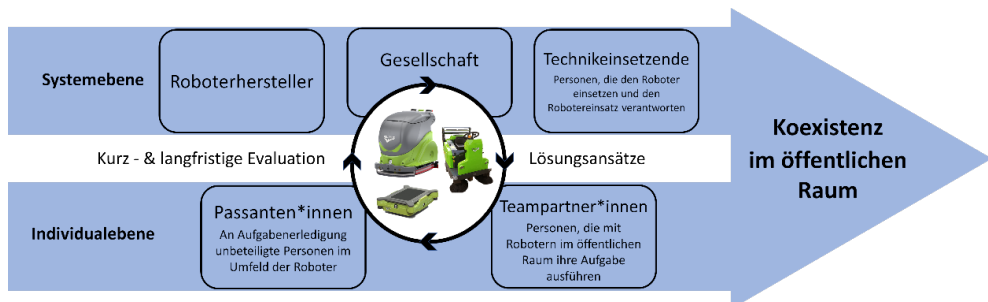 Systemebene
Roboterhersteller
Gesellschaft
Technikeinsetzende
Personen, die den Roboter
einsetzen und den
Robotereinsatz verantworten
Kurz - & langfristige Evaluation
Lösungsansätze
Individualebene
Passanten*innen
An Aufgabenerledigung
unbeteiligte Personen im
Umfeld der Roboter
Teampartner*innen
Personen, die mit
Robotern im öffentlichen
Raum ihre Aufgabe
ausführen
Koexistenz
im öffentlichen
Raum